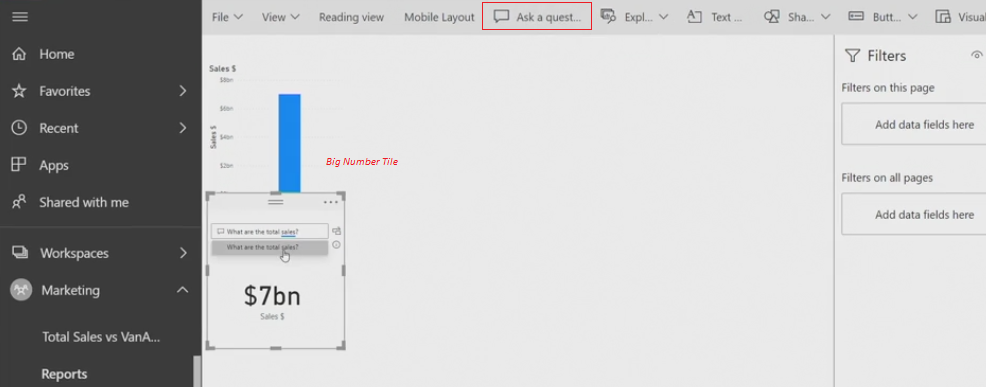 File View Reading view Mobile Layout Ask a quest... Expl... Text ... Sha... Butt... Visual
Home
Favorites
Recent
Apps
Shared with me
Workspaces
Marketing
Total Sales vs VanA...
Reports
Sales $
$8bn
$6bn
$4bn
$2bn
Sales $
Big Number Tile
What are the total sales?
What are the total sales?
$7bn
Sales $
Filters
Filters on this page
Add data fields here
Filters on all pages
Add data fields here